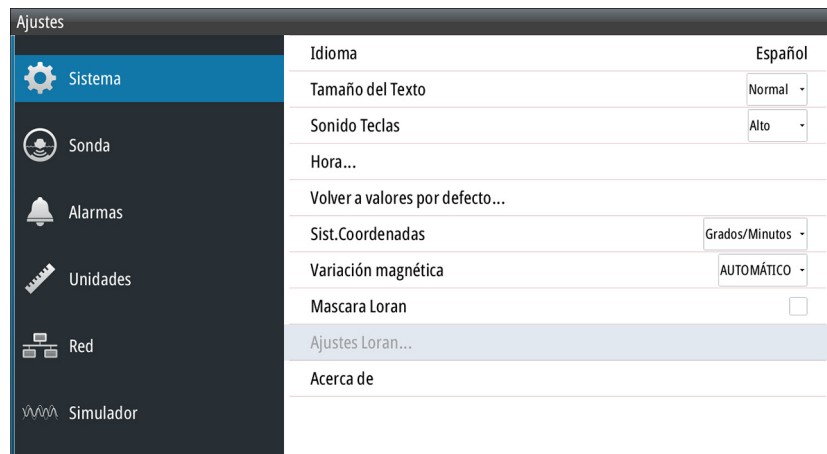 Ajustes
Sistema
Sonda
Alarmas
Unidades
Red
Simulador
Idioma Español
Tamaño del Texto Normal
Sonido Teclas Alto
Hora...
Volver a valores por defecto...
Sist.Coordenadas Grados/Minutos
Variación magnética AUTOMÁTICO
Mascara Loran
Ajustes Loran...
Acerca de